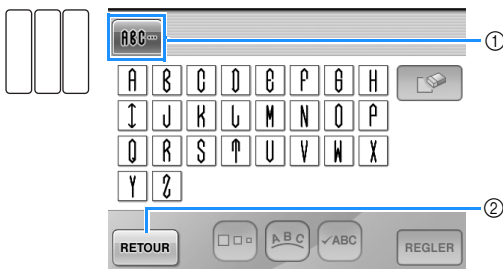 ABC... ①
A B C D E F G H
I J K L M N O P
Q R S T U V W X
Y Z
②
RETOUR ABC ✓ABC REGLER